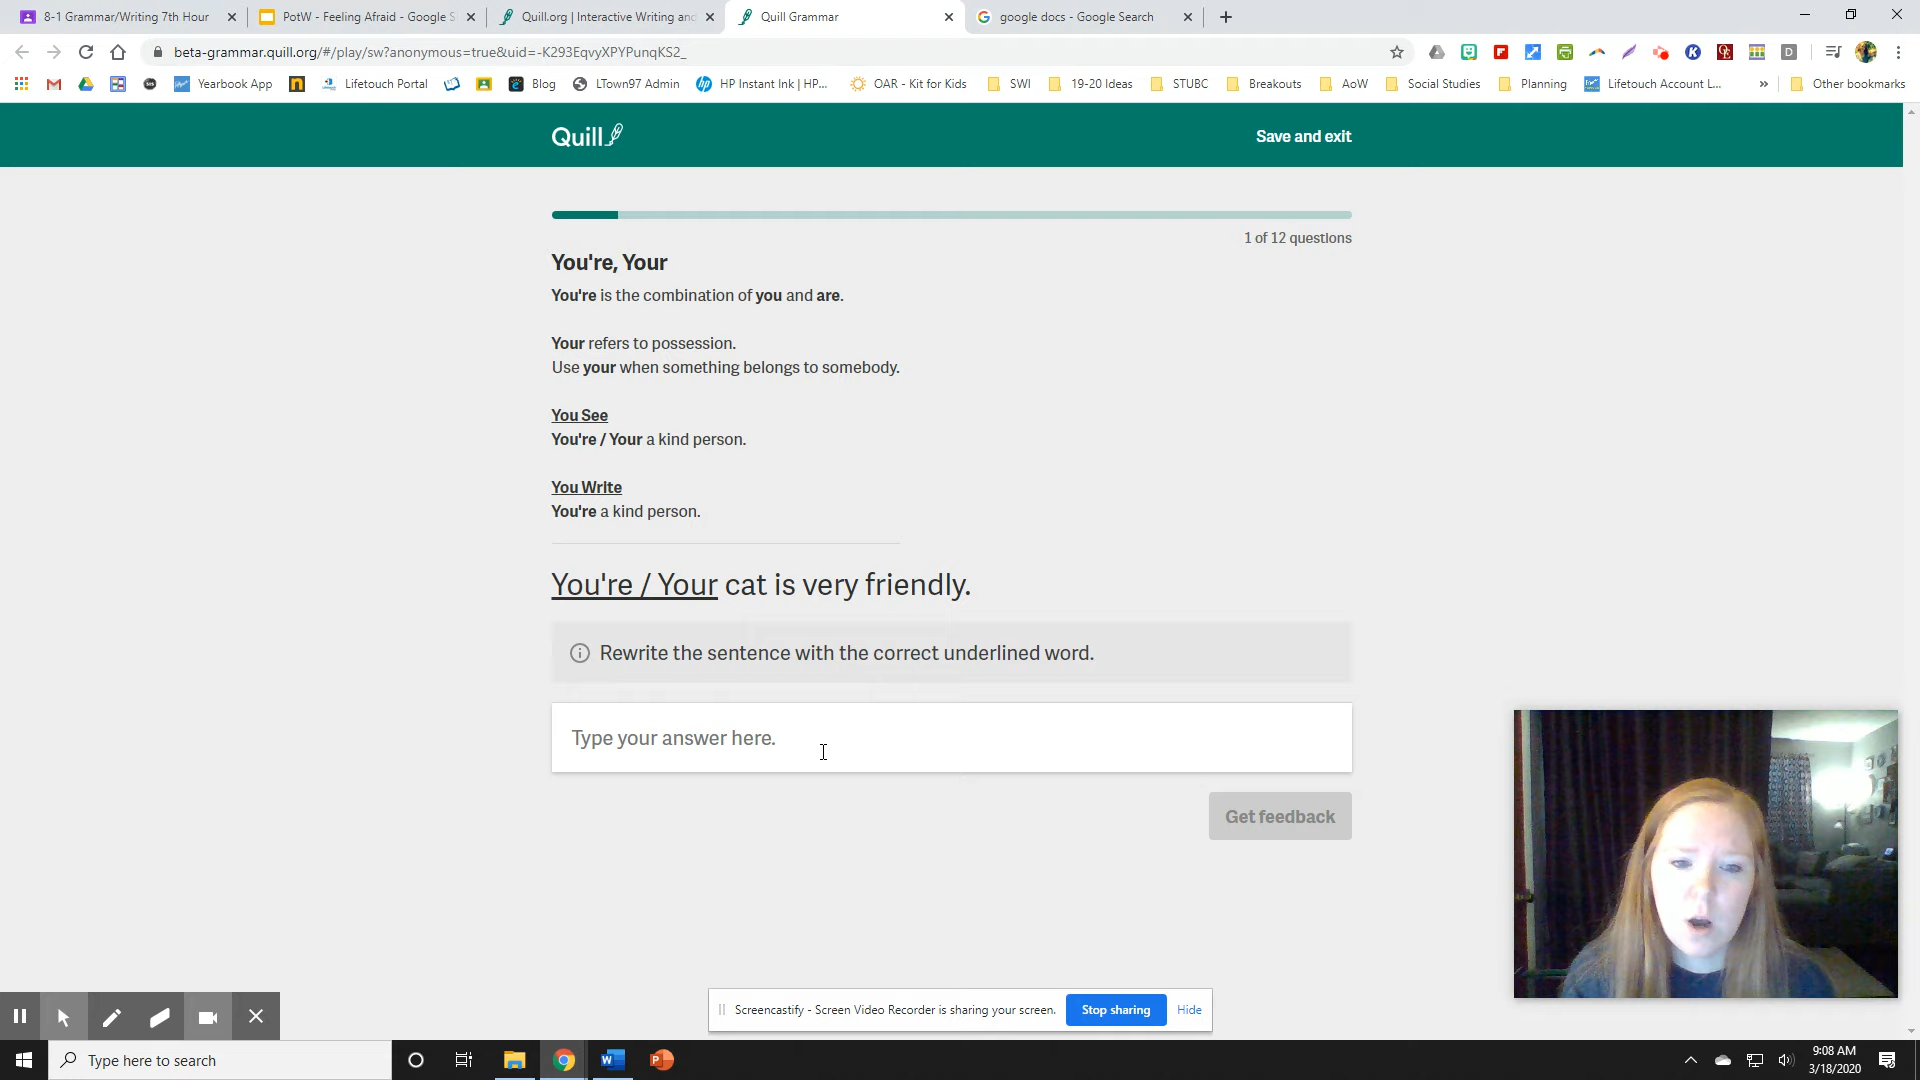 8-1 Grammar/Writing 7th Hour
PotW - Feeling Afraid - Google S
Quill.org | Interactive Writing and
Quill Grammar
google docs - Google Search
beta-grammar.quill.org/#/play/sw?anonymous=true&uid=-K293EqvyXPYPunqKS2_
Yearbook App
Lifetouch Portal
Blog
LTown97 Admin
HP Instant Ink | HP...
OAR - Kit for Kids
SWI
19-20 Ideas
STUBC
Breakouts
AoW
Social Studies
Planning
Lifetouch Account L...
»
Other bookmarks
Quill
Save and exit
1 of 12 questions
You're, Your
You're is the combination of you and are.
Your refers to possession.
Use your when something belongs to somebody.
You See
You're / Your a kind person.
You Write
You're a kind person.
You're / Your cat is very friendly.
Rewrite the sentence with the correct underlined word.
Type your answer here.
Get feedback
Screencastify - Screen Video Recorder is sharing your screen.
Stop sharing
Hide
Type here to search
9:08 AM
3/18/2020